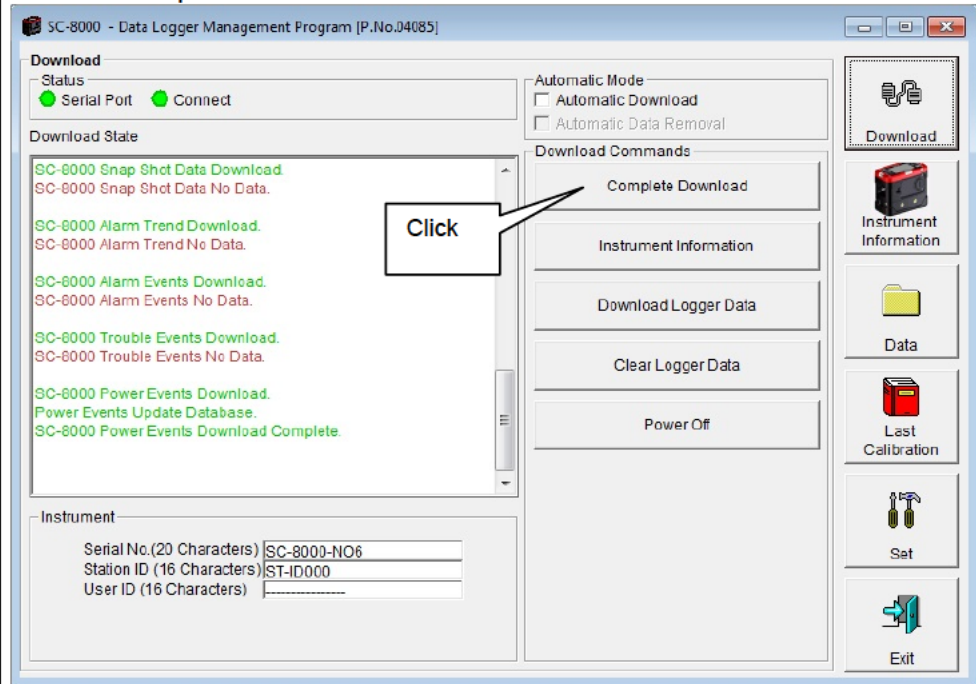 SC-8000 - Data Logger Management Program [P.No.04085]
Download
Status
Serial Port Connect
Download State
SC-8000 Snap Shot Data Download.
SC-8000 Snap Shot Data No Data.
SC-8000 Alarm Trend Download.
SC-8000 Alarm Trend No Data.
SC-8000 Alarm Events Download.
SC-8000 Alarm Events No Data.
SC-8000 Trouble Events Download.
SC-8000 Trouble Events No Data.
SC-8000 Power Events Download.
Power Events Update Database.
SC-8000 Power Events Download Complete.
Instrument
Serial No.(20 Characters) SC-8000-NO6
Station ID (16 Characters) ST-ID000
User ID (16 Characters) ----------------
Automatic Mode
Automatic Download
Automatic Data Removal
Download Commands
Complete Download
Click
Instrument Information
Download Logger Data
Clear Logger Data
Power Off
Download
Instrument
Information
Data
Last
Calibration
Set
Exit